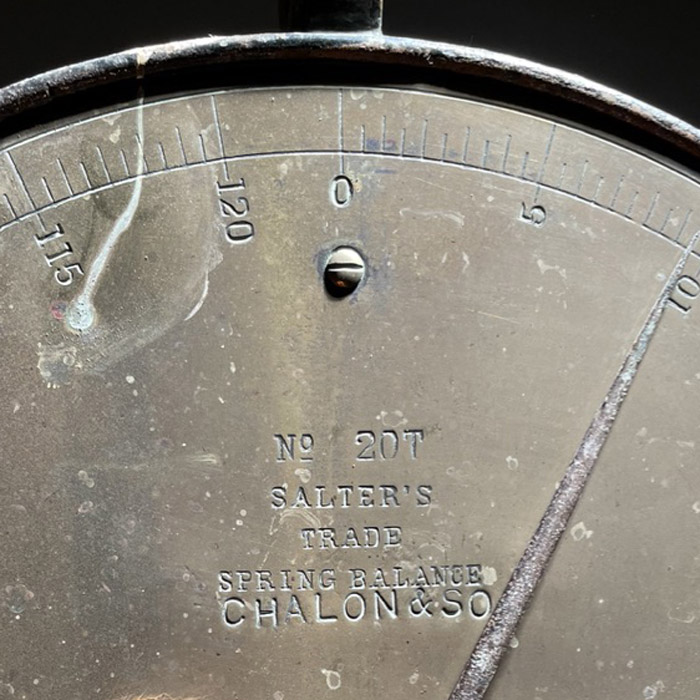 115
120
0
5
10
Nº 20T
SALTER'S
TRADE
SPRING BALANCE
CHALON & SO